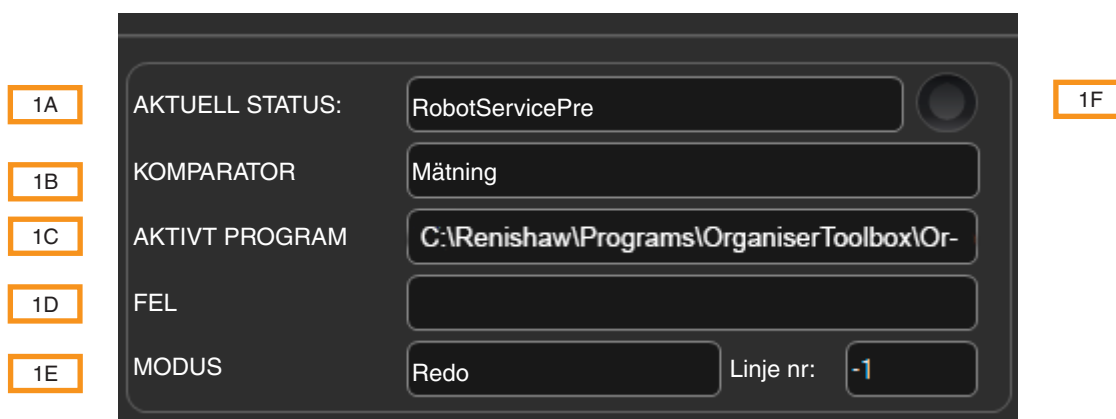 1A AKTUELL STATUS: RobotServicePre 1F
1B KOMPARATOR Mätning
1C AKTIVT PROGRAM C:\Renishaw\Programs\OrganiserToolbox\Or-
1D FEL
1E MODUS Redo Linje nr: -1